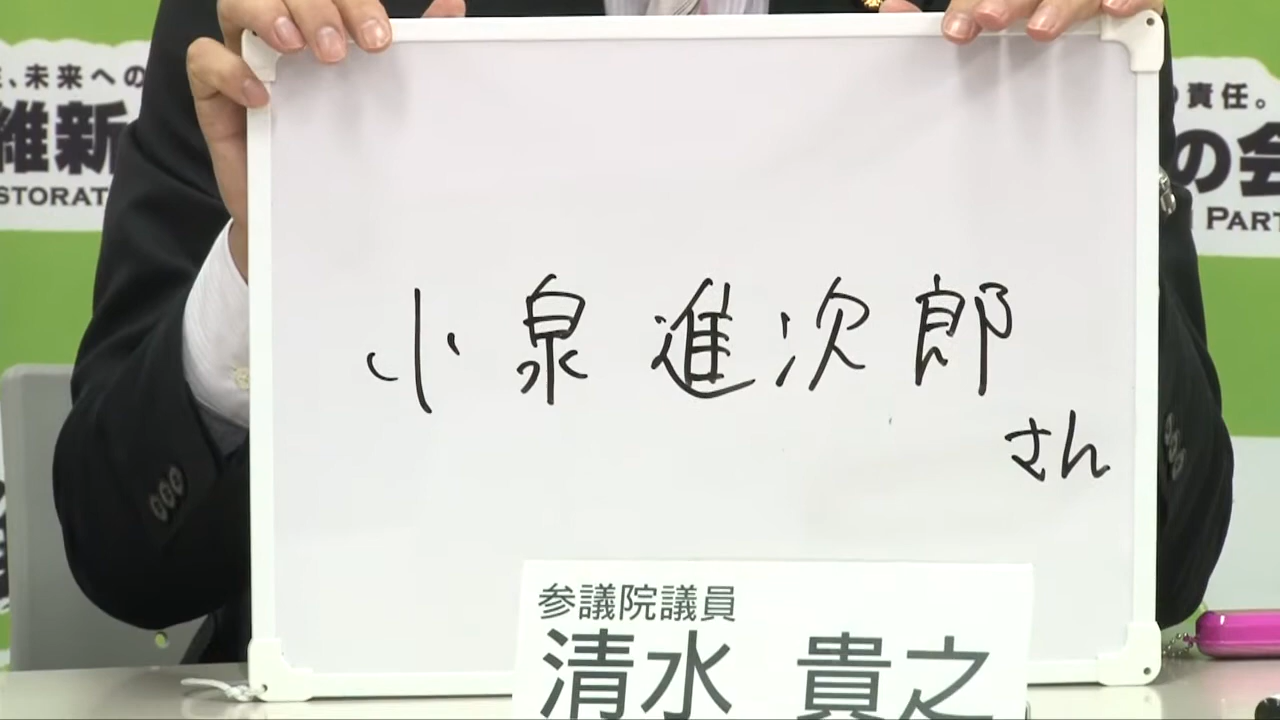 、未来への
維新
STORAT
責任。
の会
PART
小泉進次郎
さん
参議院議員
清水 貴之